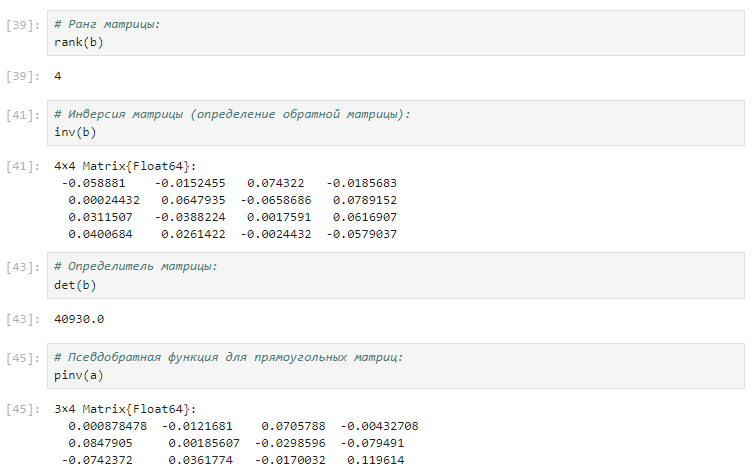 [39]: # Ранг матрицы:
rank(b)
[39]: 4
[41]: # Инверсия матрицы (определение обратной матрицы):
inv(b)
[41]: 4×4 Matrix{Float64}:
-0.058881 -0.0152455 0.074322 -0.0185683
0.00024432 0.0647935 -0.0658686 0.0789152
0.0311507 -0.0388224 0.0017591 0.0616907
0.0400684 0.0261422 -0.0024432 -0.0579037
[43]: # Определитель матрицы:
det(b)
[43]: 40930.0
[45]: # Псевдобратная функция для прямоугольных матриц:
pinv(a)
[45]: 3×4 Matrix{Float64}:
0.000878478 -0.0121681 0.0705788 -0.00432708
0.0847905 0.00185607 -0.0298596 -0.079491
-0.0742372 0.0361774 -0.0170032 0.119614